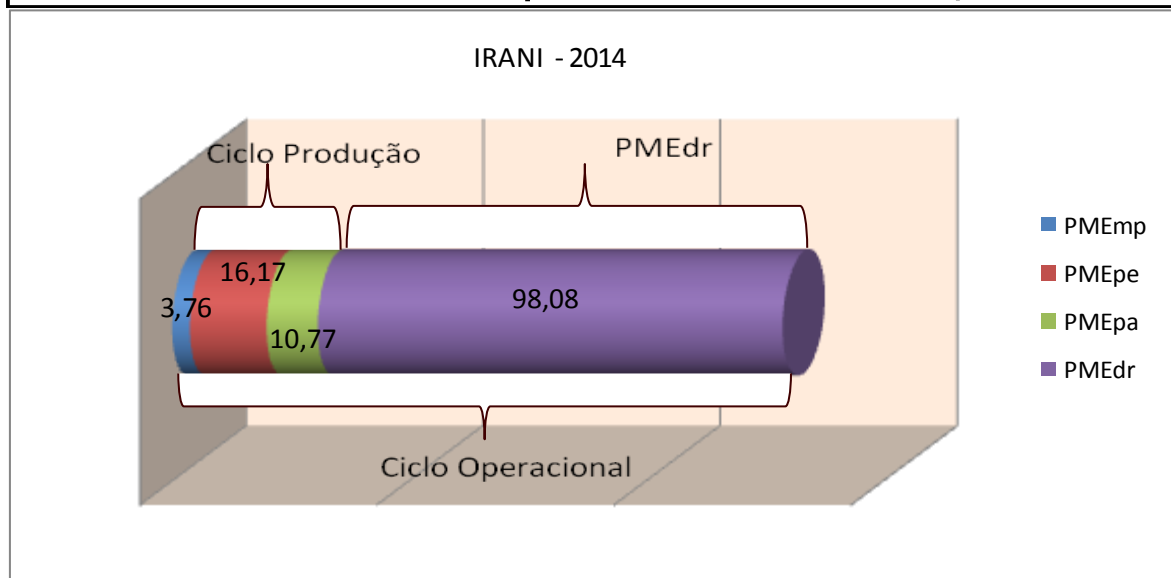 IRANI - 2014
Ciclo Produção
PMEdr
3,76
16,17
10,77
98,08
Ciclo Operacional
PMEmp
PMEpe
PMEpa
PMEdr